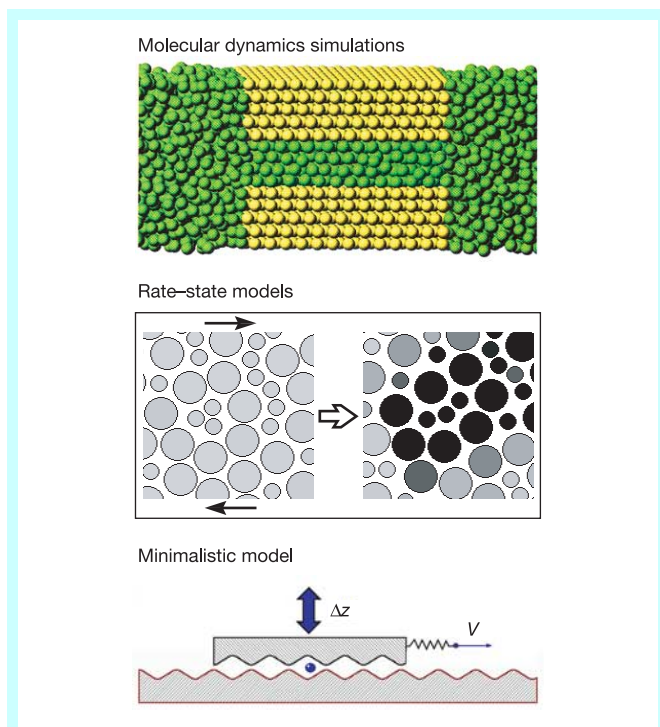 Molecular dynamics simulations
Rate–state models
Minimalistic model
Δz
V